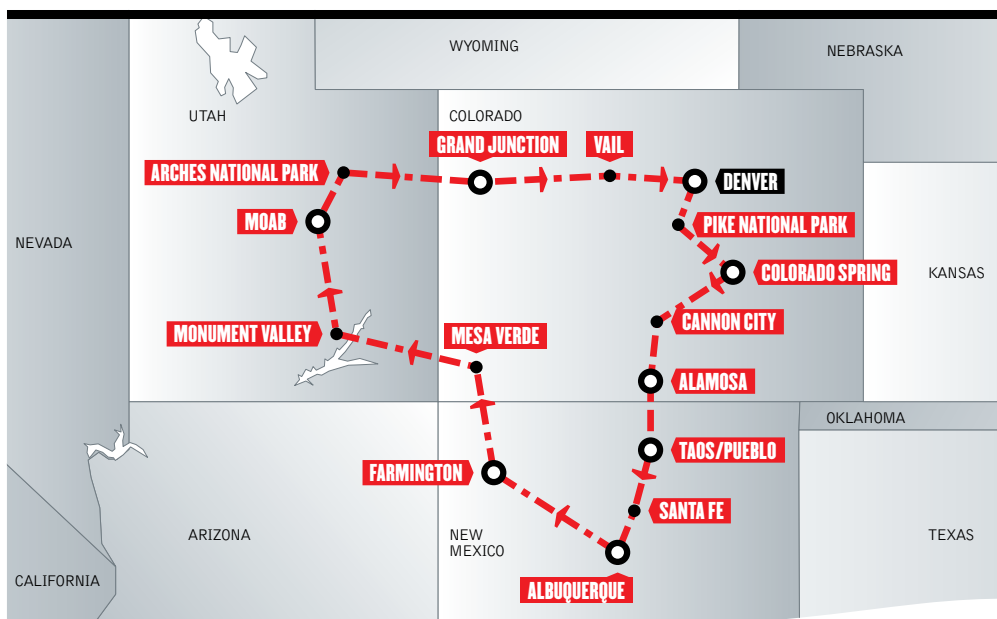 WYOMING
NEBRASKA
UTAH
COLORADO
GRAND JUNCTION
VAIL
ARCHES NATIONAL PARK
DENVER
MOAB
PIKE NATIONAL PARK
NEVADA
COLORADO SPRING
KANSAS
MONUMENT VALLEY
MESA VERDE
CANNON CITY
ALAMOSA
OKLAHOMA
TAOS/PUEBLO
FARMINGTON
SANTA FE
ARIZONA
NEW
MEXICO
TEXAS
CALIFORNIA
ALBUQUERQUE